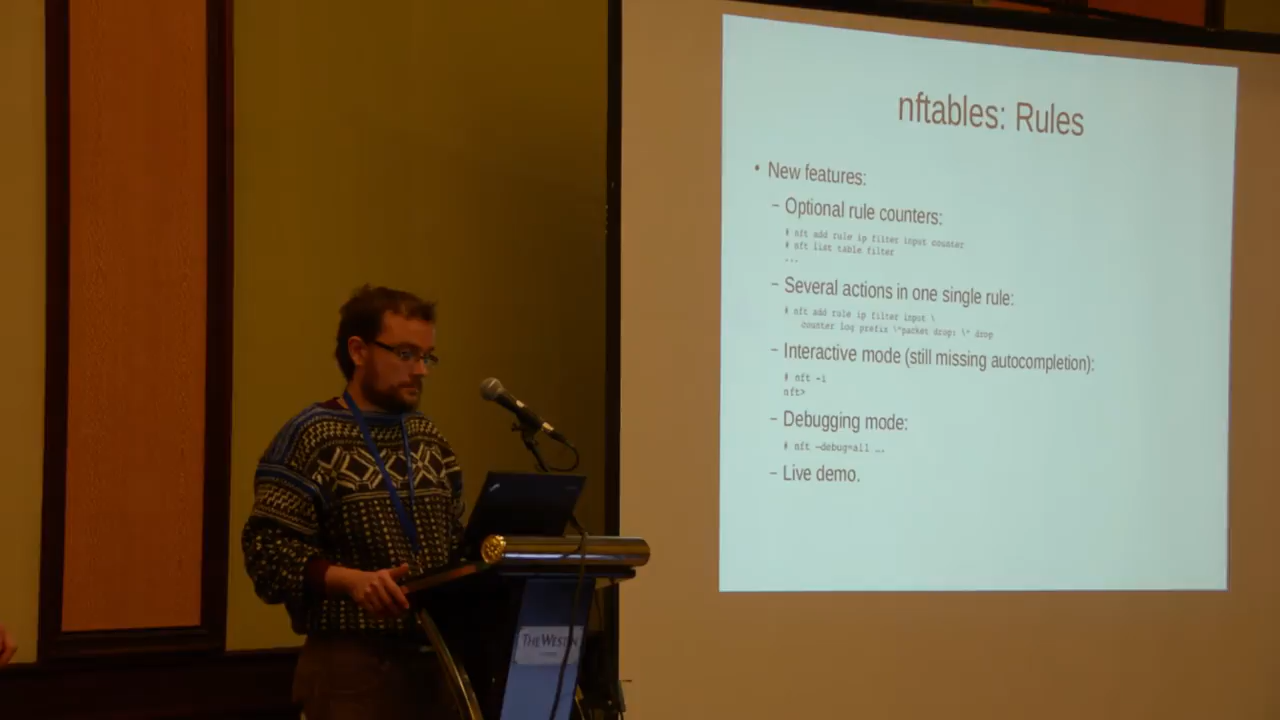 nftables: Rules
• New features:
– Optional rule counters:
# nft add rule ip filter input counter
# nft list table filter
...
– Several actions in one single rule:
# nft add rule ip filter input \
counter log prefix \"packet drop: \" drop
– Interactive mode (still missing autocompletion):
# nft -i
nft>
– Debugging mode:
# nft –debug=all …
– Live demo.
THE WESTIN